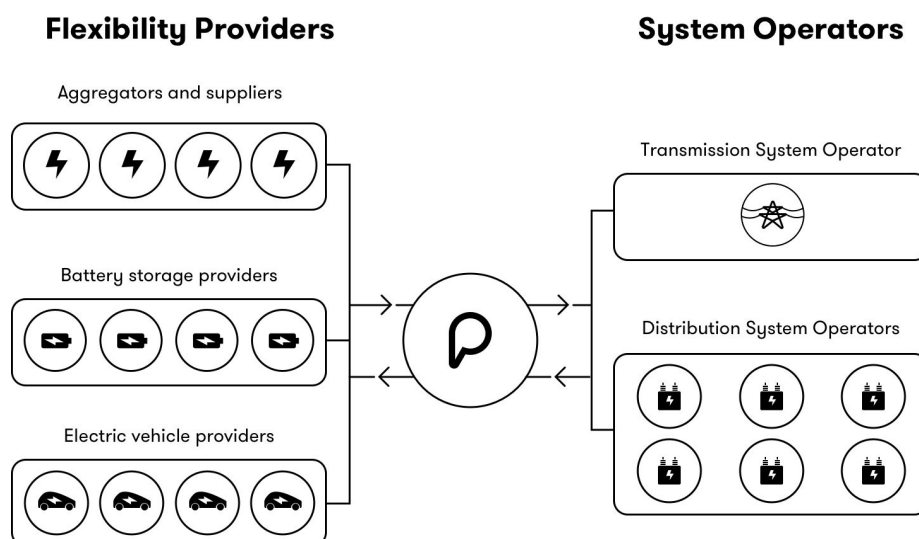 Flexibility Providers
System Operators
Aggregators and suppliers
Transmission System Operator
Battery storage providers
Distribution System Operators
Electric vehicle providers